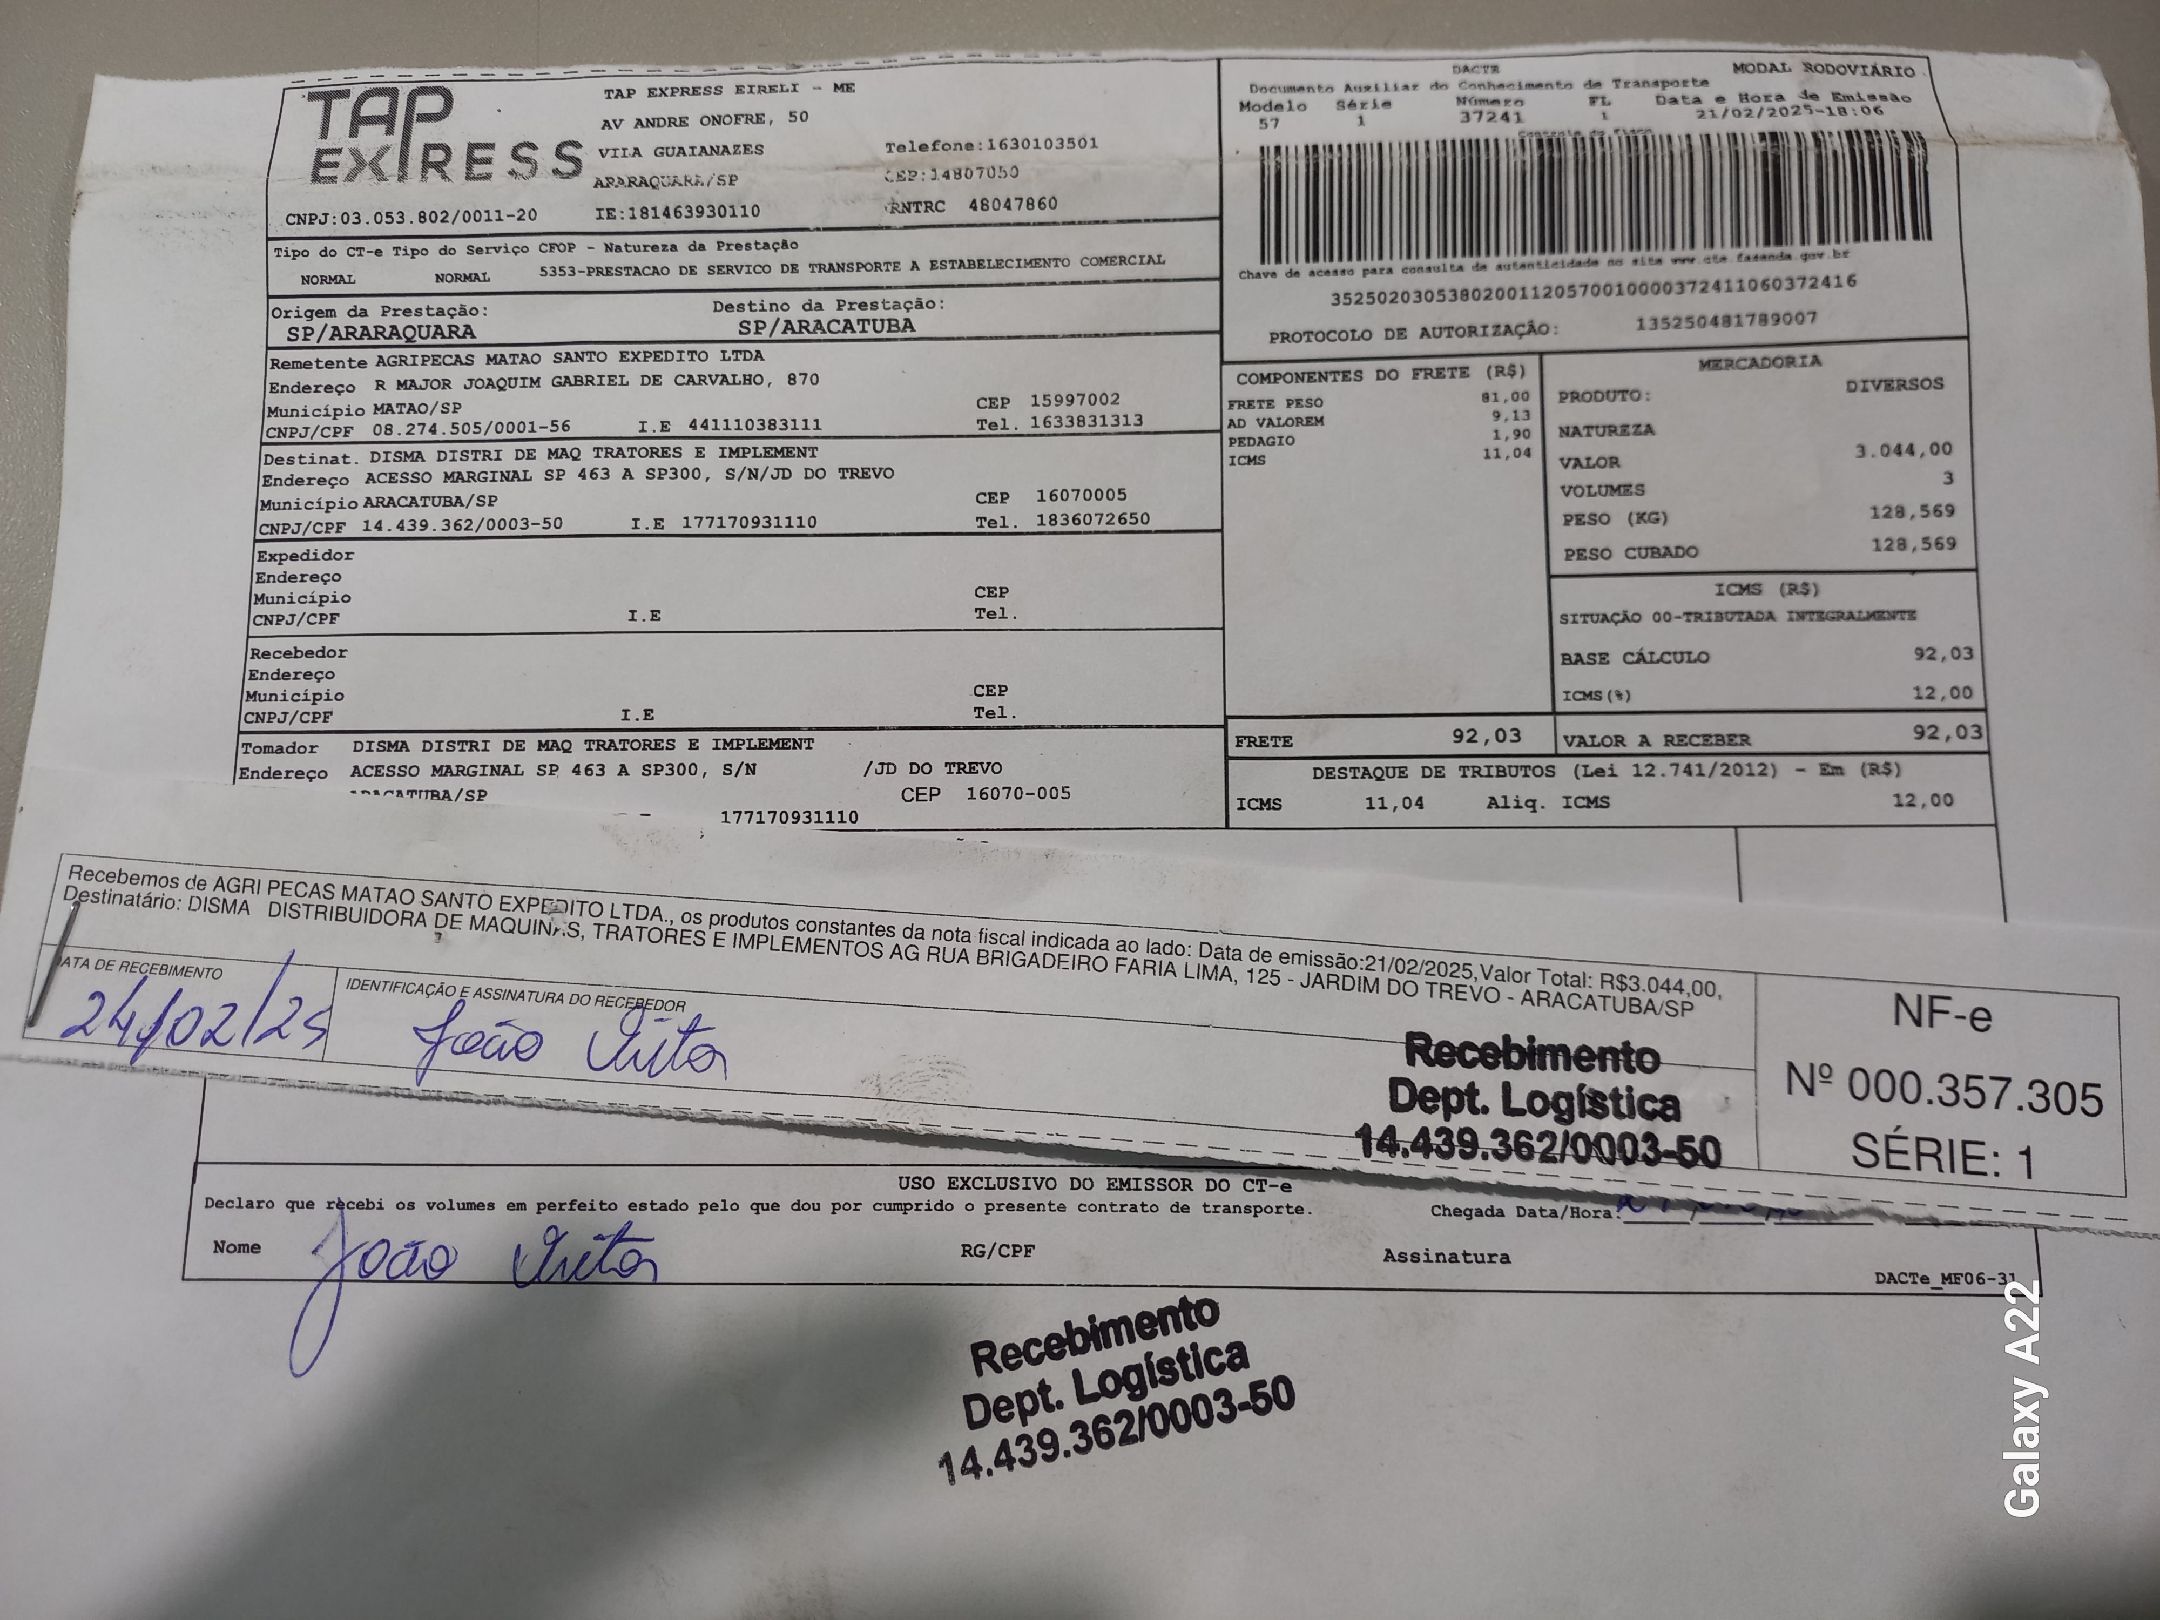 TAP EXPRESS
TAP EXPRESS EIRELI - ME
AV ANDRE ONOFRE, 50
VILA GUAIANAZES Telefone:1630103501
ARARAQUARA/SP CEP:14807050
CNPJ:03.053.802/0011-20 IE:181463930110 RNTRC 48047860
Tipo do CT-e Tipo do Serviço CFOP - Natureza da Prestação
NORMAL NORMAL 5353-PRESTACAO DE SERVICO DE TRANSPORTE A ESTABELECIMENTO COMERCIAL
Origem da Prestação: Destino da Prestação:
SP/ARARAQUARA SP/ARACATUBA
Remetente AGRIPECAS MATAO SANTO EXPEDITO LTDA
Endereço R MAJOR JOAQUIM GABRIEL DE CARVALHO, 870
Município MATAO/SP CEP 15997002
CNPJ/CPF 08.274.505/0001-56 I.E 441110383111 Tel. 1633831313
Destinat. DISMA DISTRI DE MAQ TRATORES E IMPLEMENT
Endereço ACESSO MARGINAL SP 463 A SP300, S/N/JD DO TREVO
Município ARACATUBA/SP CEP 16070005
CNPJ/CPF 14.439.362/0003-50 I.E 177170931110 Tel. 1836072650
Expedidor
Endereço
Município CEP
CNPJ/CPF I.E Tel.
Recebedor
Endereço
Município CEP
CNPJ/CPF I.E Tel.
Tomador DISMA DISTRI DE MAQ TRATORES E IMPLEMENT
Endereço ACESSO MARGINAL SP 463 A SP300, S/N /JD DO TREVO
ARACATUBA/SP CEP 16070-005
177170931110
DACTE MODAL RODOVIÁRIO
Documento Auxiliar do Conhecimento de Transporte
Modelo Série Número FL Data e Hora de Emissão
57 1 37241 1 21/02/2025-18:06
Controle do Fisco
Chave de acesso para consulta de autenticidade no site www.cte.fazenda.gov.br
35250203053802001120570010000372411060372416
PROTOCOLO DE AUTORIZAÇÃO: 135250481789007
COMPONENTES DO FRETE (R$)
FRETE PESO 81,00
AD VALOREM 9,13
PEDAGIO 1,90
ICMS 11,04
MERCADORIA
PRODUTO: DIVERSOS
NATUREZA
VALOR 3.044,00
VOLUMES 3
PESO (KG) 128,569
PESO CUBADO 128,569
ICMS (R$)
SITUAÇÃO 00-TRIBUTADA INTEGRALMENTE
BASE CÁLCULO 92,03
ICMS(%) 12,00
FRETE 92,03 VALOR A RECEBER 92,03
DESTAQUE DE TRIBUTOS (Lei 12.741/2012) - Em (R$)
ICMS 11,04 Aliq. ICMS 12,00
Recebemos de AGRI PECAS MATAO SANTO EXPEDITO LTDA., os produtos constantes da nota fiscal indicada ao lado: Data de emissão:21/02/2025,Valor Total: R$3.044,00,
Destinatário: DISMA DISTRIBUIDORA DE MAQUINAS, TRATORES E IMPLEMENTOS AG RUA BRIGADEIRO FARIA LIMA, 125 - JARDIM DO TREVO - ARACATUBA/SP
DATA DE RECEBIMENTO IDENTIFICAÇÃO E ASSINATURA DO RECEBEDOR
24/02/25 João Vitor
Recebimento
Dept. Logística
14.439.362/0003-50
NF-e
Nº 000.357.305
SÉRIE: 1
USO EXCLUSIVO DO EMISSOR DO CT-e
Declaro que recebi os volumes em perfeito estado pelo que dou por cumprido o presente contrato de transporte. Chegada Data/Hora:
Nome João Vitor RG/CPF Assinatura
DACTe_MF06-31
Recebimento
Dept. Logística
14.439.362/0003-50
Galaxy A22